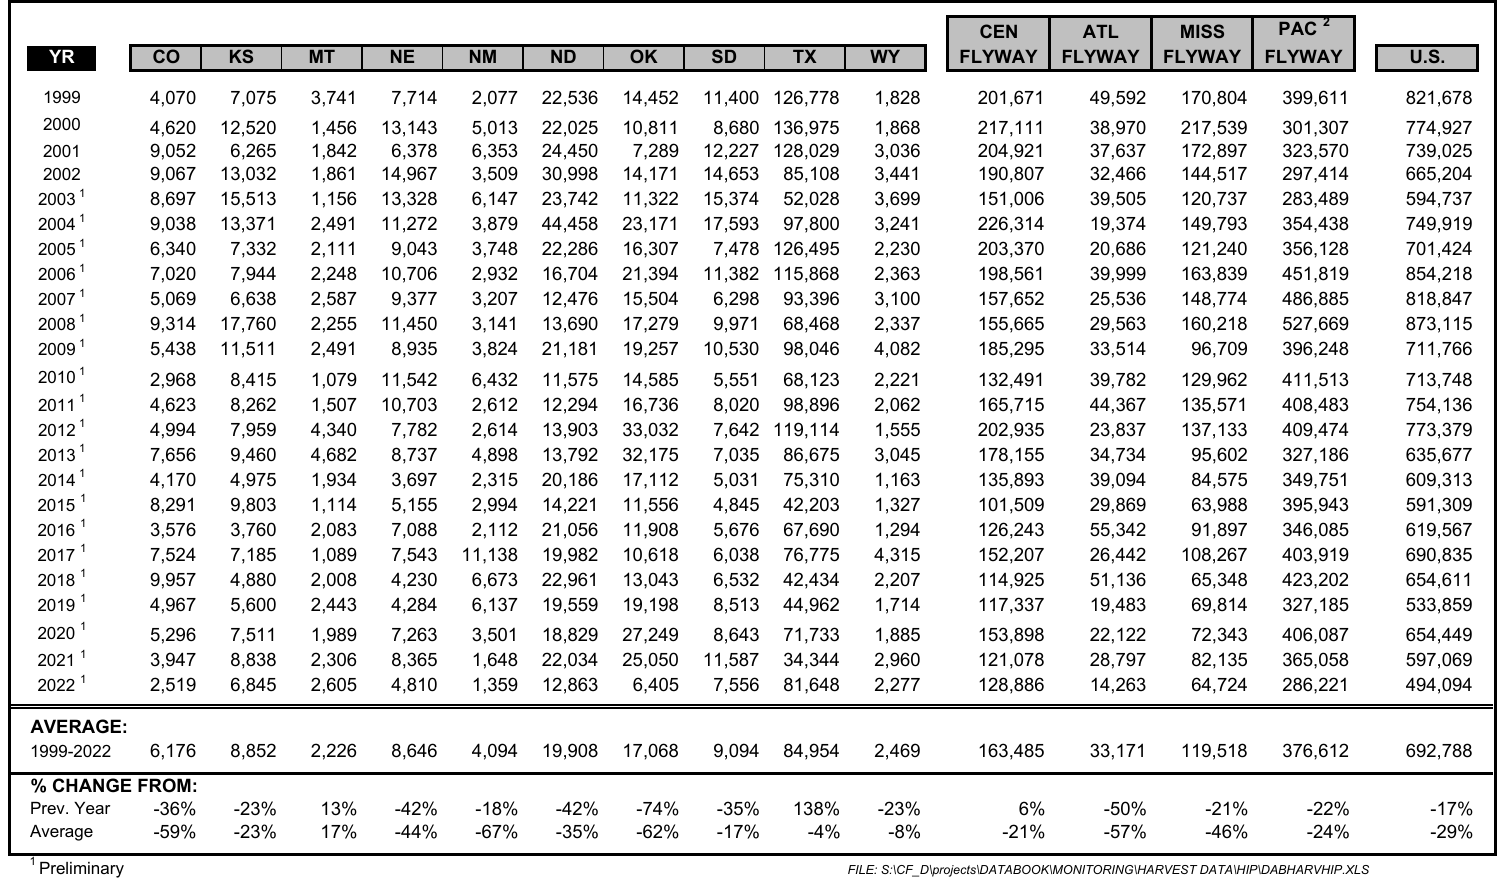 CEN ATL MISS PAC 2
YR CO KS MT NE NM ND OK SD TX WY FLYWAY FLYWAY FLYWAY FLYWAY U.S.
1999 4,070 7,075 3,741 7,714 2,077 22,536 14,452 11,400 126,778 1,828 201,671 49,592 170,804 399,611 821,678
2000 4,620 12,520 1,456 13,143 5,013 22,025 10,811 8,680 136,975 1,868 217,111 38,970 217,539 301,307 774,927
2001 9,052 6,265 1,842 6,378 6,353 24,450 7,289 12,227 128,029 3,036 204,921 37,637 172,897 323,570 739,025
2002 9,067 13,032 1,861 14,967 3,509 30,998 14,171 14,653 85,108 3,441 190,807 32,466 144,517 297,414 665,204
2003 1 8,697 15,513 1,156 13,328 6,147 23,742 11,322 15,374 52,028 3,699 151,006 39,505 120,737 283,489 594,737
2004 1 9,038 13,371 2,491 11,272 3,879 44,458 23,171 17,593 97,800 3,241 226,314 19,374 149,793 354,438 749,919
2005 1 6,340 7,332 2,111 9,043 3,748 22,286 16,307 7,478 126,495 2,230 203,370 20,686 121,240 356,128 701,424
2006 1 7,020 7,944 2,248 10,706 2,932 16,704 21,394 11,382 115,868 2,363 198,561 39,999 163,839 451,819 854,218
2007 1 5,069 6,638 2,587 9,377 3,207 12,476 15,504 6,298 93,396 3,100 157,652 25,536 148,774 486,885 818,847
2008 1 9,314 17,760 2,255 11,450 3,141 13,690 17,279 9,971 68,468 2,337 155,665 29,563 160,218 527,669 873,115
2009 1 5,438 11,511 2,491 8,935 3,824 21,181 19,257 10,530 98,046 4,082 185,295 33,514 96,709 396,248 711,766
2010 1 2,968 8,415 1,079 11,542 6,432 11,575 14,585 5,551 68,123 2,221 132,491 39,782 129,962 411,513 713,748
2011 1 4,623 8,262 1,507 10,703 2,612 12,294 16,736 8,020 98,896 2,062 165,715 44,367 135,571 408,483 754,136
2012 1 4,994 7,959 4,340 7,782 2,614 13,903 33,032 7,642 119,114 1,555 202,935 23,837 137,133 409,474 773,379
2013 1 7,656 9,460 4,682 8,737 4,898 13,792 32,175 7,035 86,675 3,045 178,155 34,734 95,602 327,186 635,677
2014 1 4,170 4,975 1,934 3,697 2,315 20,186 17,112 5,031 75,310 1,163 135,893 39,094 84,575 349,751 609,313
2015 1 8,291 9,803 1,114 5,155 2,994 14,221 11,556 4,845 42,203 1,327 101,509 29,869 63,988 395,943 591,309
2016 1 3,576 3,760 2,083 7,088 2,112 21,056 11,908 5,676 67,690 1,294 126,243 55,342 91,897 346,085 619,567
2017 1 7,524 7,185 1,089 7,543 11,138 19,982 10,618 6,038 76,775 4,315 152,207 26,442 108,267 403,919 690,835
2018 1 9,957 4,880 2,008 4,230 6,673 22,961 13,043 6,532 42,434 2,207 114,925 51,136 65,348 423,202 654,611
2019 1 4,967 5,600 2,443 4,284 6,137 19,559 19,198 8,513 44,962 1,714 117,337 19,483 69,814 327,185 533,859
2020 1 5,296 7,511 1,989 7,263 3,501 18,829 27,249 8,643 71,733 1,885 153,898 22,122 72,343 406,087 654,449
2021 1 3,947 8,838 2,306 8,365 1,648 22,034 25,050 11,587 34,344 2,960 121,078 28,797 82,135 365,058 597,069
2022 1 2,519 6,845 2,605 4,810 1,359 12,863 6,405 7,556 81,648 2,277 128,886 14,263 64,724 286,221 494,094
AVERAGE:
1999-2022 6,176 8,852 2,226 8,646 4,094 19,908 17,068 9,094 84,954 2,469 163,485 33,171 119,518 376,612 692,788
% CHANGE FROM:
Prev. Year -36% -23% 13% -42% -18% -42% -74% -35% 138% -23% 6% -50% -21% -22% -17%
Average -59% -23% 17% -44% -67% -35% -62% -17% -4% -8% -21% -57% -46% -24% -29%
1 Preliminary FILE: S:\CF_D\projects\DATABOOK\MONITORING\HARVEST DATA\HIP\DABHARVHIP.XLS